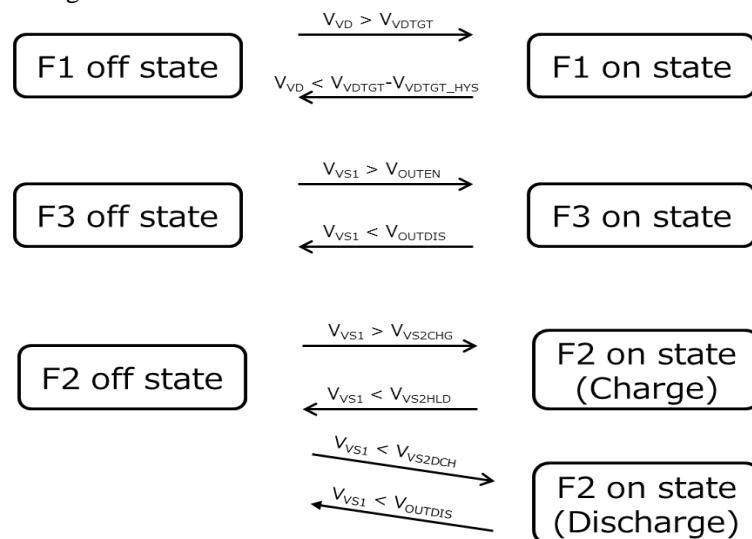 V_VD > V_VDTGT
F1 off state
F1 on state
V_VD < V_VDTGT-V_VDTGT_HYS
V_VS1 > V_OUTEN
F3 off state
F3 on state
V_VS1 < V_OUTDIS
V_VS1 > V_VS2CHG
F2 off state
F2 on state
(Charge)
V_VS1 < V_VS2HLD
V_VS1 < V_VS2DCH
F2 on state
(Discharge)
V_VS1 < V_OUTDIS